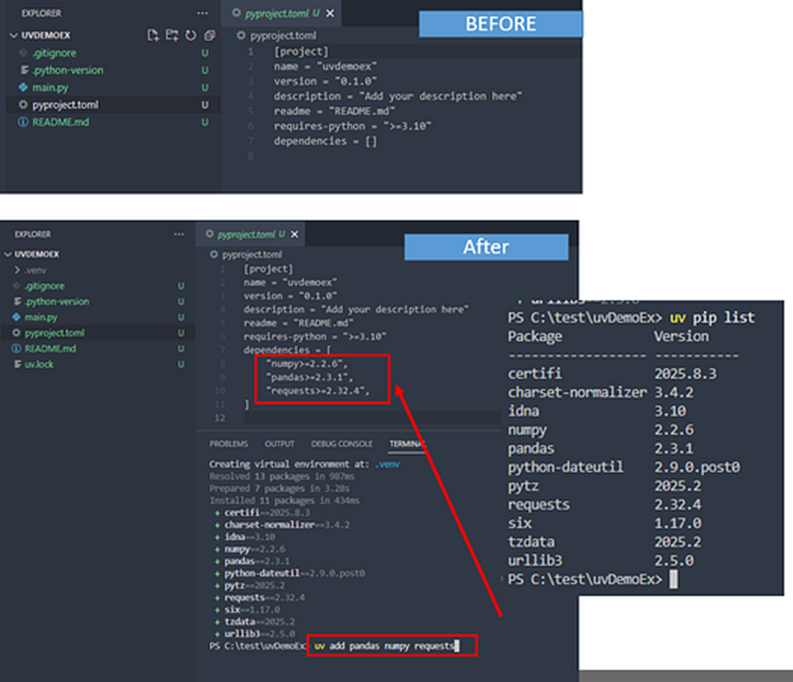 EXPLORER ...
UVDEMOEX
.gitignore U
.python-version U
main.py U
pyproject.toml U
README.md U
pyproject.toml U ×
BEFORE
pyproject.toml
1 [project]
2 name = "uvdemoex"
3 version = "0.1.0"
4 description = "Add your description here"
5 readme = "README.md"
6 requires-python = ">=3.10"
7 dependencies = []
8
EXPLORER ...
UVDEMOEX
.venv
.gitignore U
.python-version U
main.py U
pyproject.toml U
README.md U
uv.lock U
pyproject.toml U ×
After
pyproject.toml
1 [project]
2 name = "uvdemoex"
3 version = "0.1.0"
4 description = "Add your description here"
5 readme = "README.md"
6 requires-python = ">=3.10"
7 dependencies = [
8 "numpy>=2.2.6",
9 "pandas>=2.3.1",
10 "requests>=2.32.4",
11 ]
12
PROBLEMS OUTPUT DEBUG CONSOLE TERMINAL
Creating virtual environment at: .venv
Resolved 13 packages in 987ms
Prepared 7 packages in 3.28s
Installed 11 packages in 434ms
+ certifi==2025.8.3
+ charset-normalizer==3.4.2
+ idna==3.10
+ numpy==2.2.6
+ pandas==2.3.1
+ python-dateutil==2.9.0.post0
+ pytz==2025.2
+ requests==2.32.4
+ six==1.17.0
+ tzdata==2025.2
+ urllib3==2.5.0
PS C:\test\uvDemoEx> uv add pandas numpy requests
+ urllib3==2.5.0
PS C:\test\uvDemoEx> uv pip list
Package Version
------------------ -----------
certifi 2025.8.3
charset-normalizer 3.4.2
idna 3.10
numpy 2.2.6
pandas 2.3.1
python-dateutil 2.9.0.post0
pytz 2025.2
requests 2.32.4
six 1.17.0
tzdata 2025.2
urllib3 2.5.0
PS C:\test\uvDemoEx>